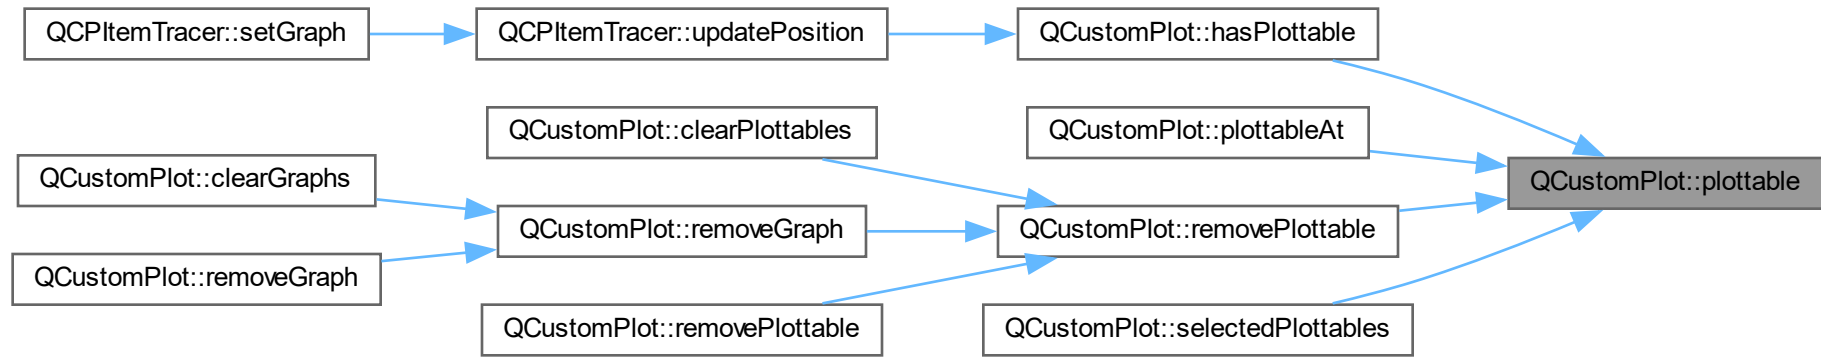 QCPItemTracer::setGraph
QCPItemTracer::updatePosition
QCustomPlot::hasPlottable
QCustomPlot::clearPlottables
QCustomPlot::plottableAt
QCustomPlot::clearGraphs
QCustomPlot::plottable
QCustomPlot::removeGraph
QCustomPlot::removePlottable
QCustomPlot::removeGraph
QCustomPlot::removePlottable
QCustomPlot::selectedPlottables